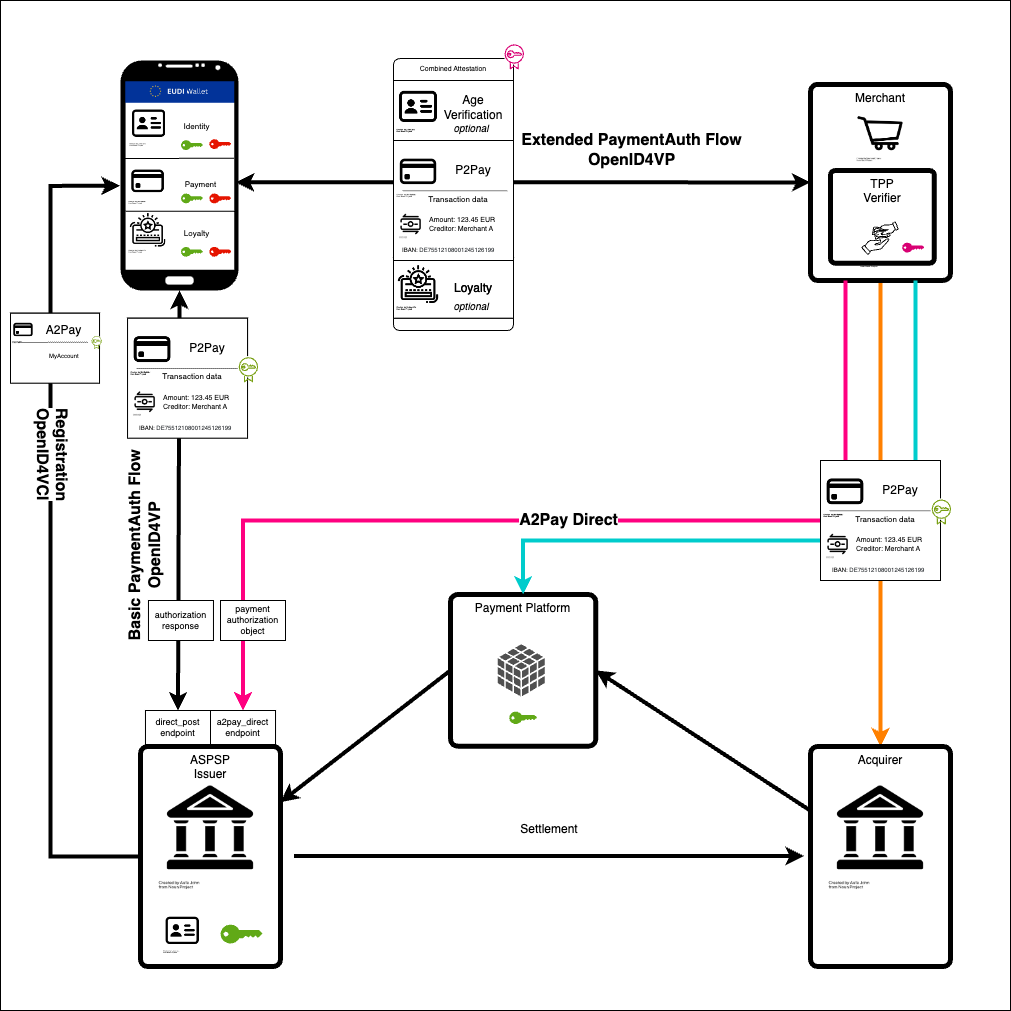 EUDI Wallet
Identity
Payment
Loyalty
Combined Attestation
Age
Verification
optional
P2Pay
Transaction data
Amount: 123.45 EUR
Creditor: Merchant A
IBAN: DE75512108001245126199
Loyalty
optional
Extended PaymentAuth Flow
OpenID4VP
Merchant
TPP
Verifier
A2Pay
MyAccount
Registration
OpenID4VCI
P2Pay
Transaction data
Amount: 123.45 EUR
Creditor: Merchant A
IBAN: DE75512108001245126199
Basic PaymentAuth Flow
OpenID4VP
A2Pay Direct
P2Pay
Transaction data
Amount: 123.45 EUR
Creditor: Merchant A
IBAN: DE75512108001245126199
authorization
response
payment
authorization
object
Payment Platform
direct_post
endpoint
a2pay_direct
endpoint
ASPSP
Issuer
Created by Auto Jenm
from Noun Project
Settlement
Acquirer
Created by Auto Jenm
from Noun Project